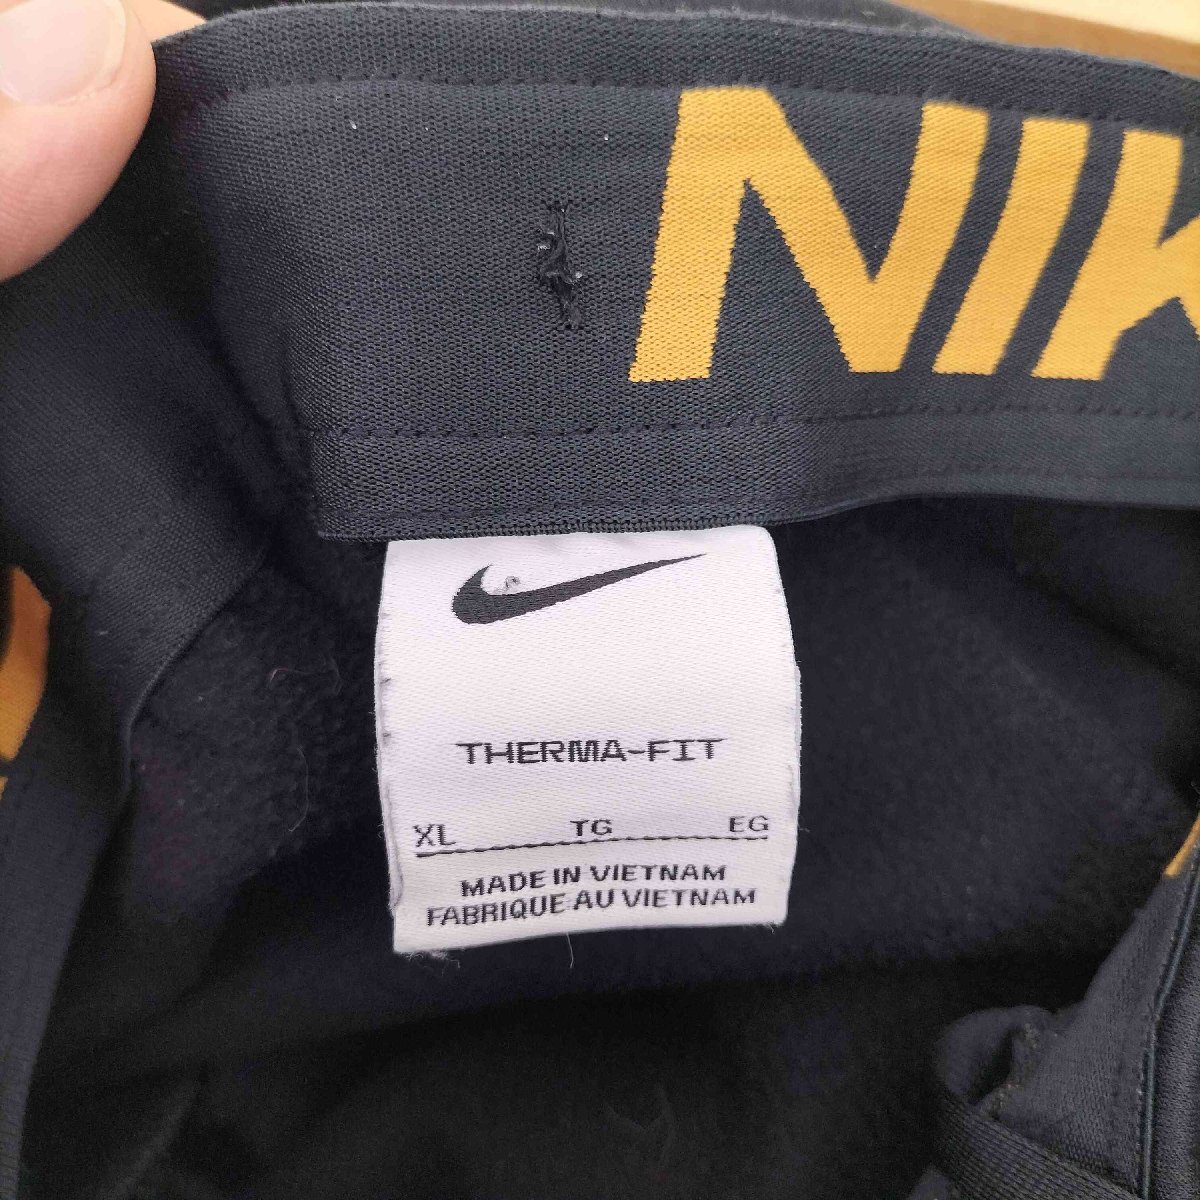 NIK
THERMA-FIT
XL TG EG
MADE IN VIETNAM
FABRIQUE AU VIETNAM